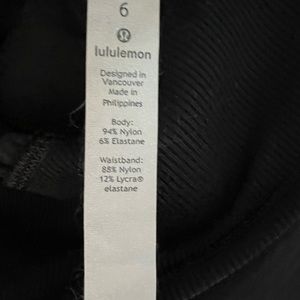 6
lululemon
Designed in
Vancouver
Made in
Philippines
Body:
94% Nylon
6% Elastane
Waistband:
88% Nylon
12% Lycra®
elastane